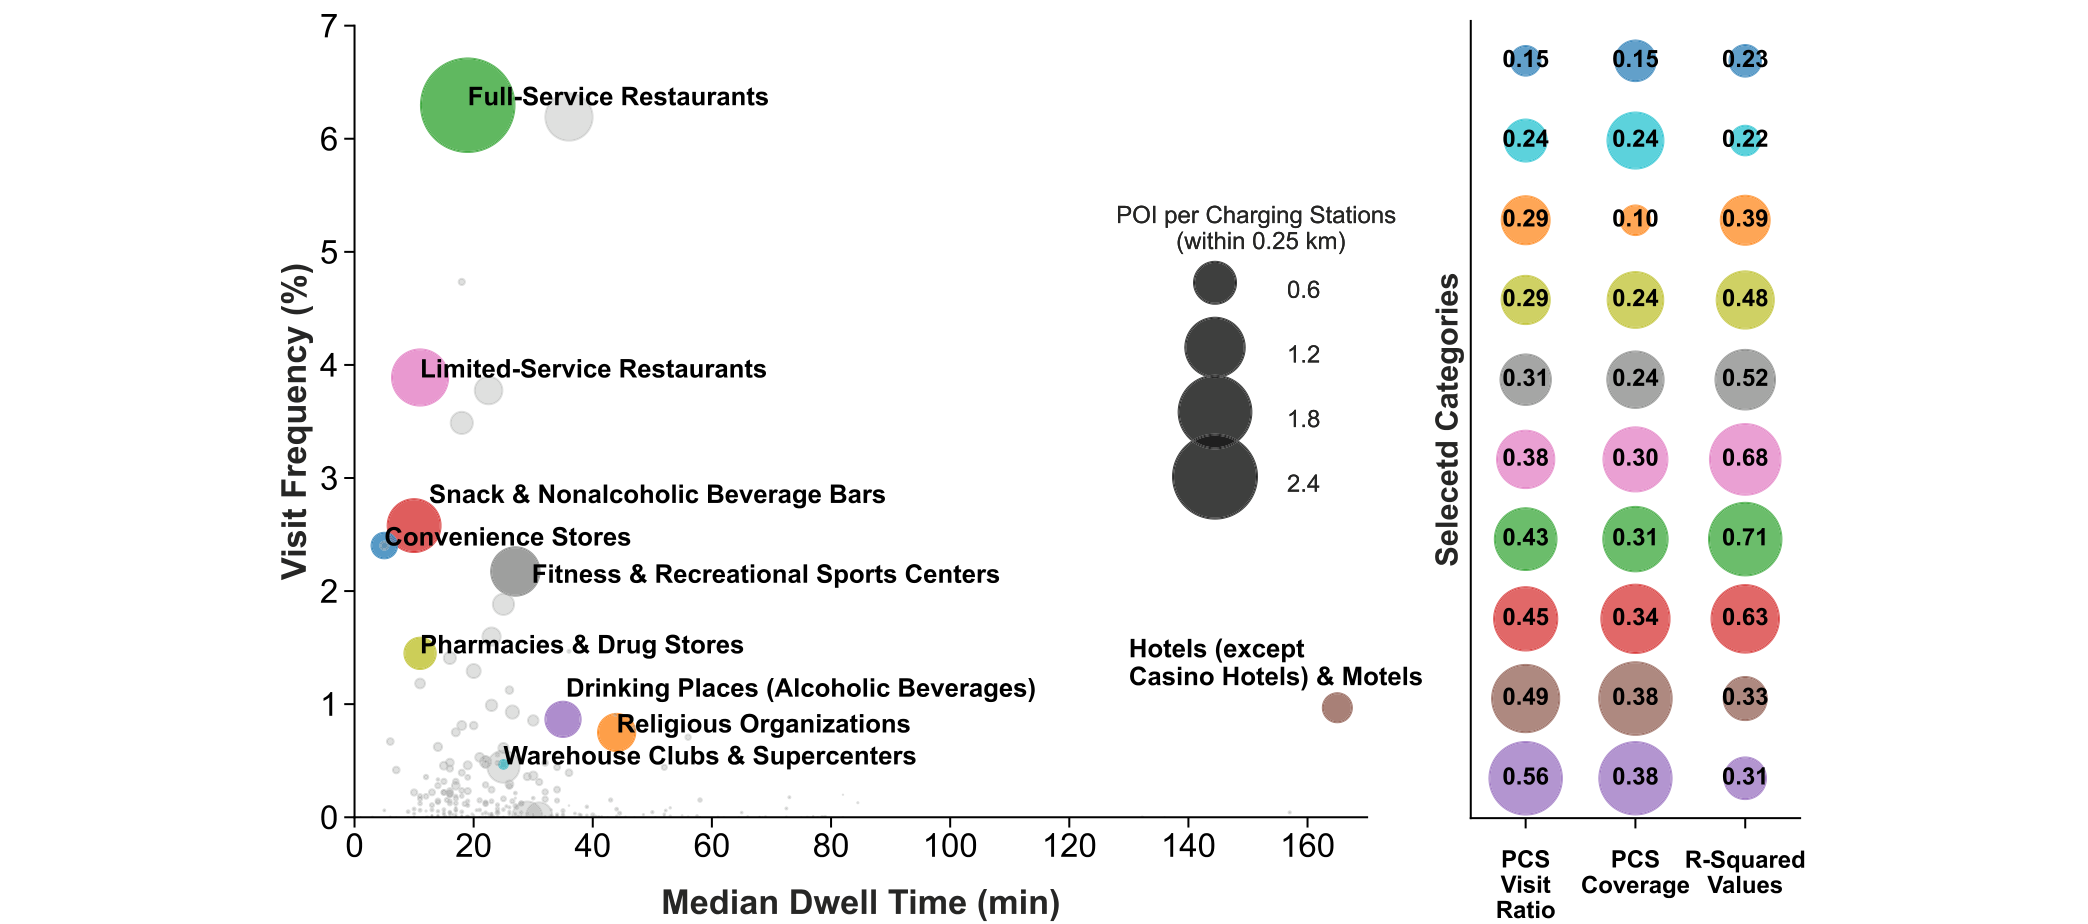 7
6
5
4
3
2
1
0
Visit Frequency (%)
Full-Service Restaurants
Limited-Service Restaurants
Snack & Nonalcoholic Beverage Bars
Convenience Stores
Fitness & Recreational Sports Centers
Pharmacies & Drug Stores
Drinking Places (Alcoholic Beverages)
Religious Organizations
Warehouse Clubs & Supercenters
Hotels (except
Casino Hotels) & Motels
POI per Charging Stations
(within 0.25 km)
0.6
1.2
1.8
2.4
0 20 40 60 80 100 120 140 160
Median Dwell Time (min)
Selecetd Categories
0.15 0.15 0.23
0.24 0.24 0.22
0.29 0.10 0.39
0.29 0.24 0.48
0.31 0.24 0.52
0.38 0.30 0.68
0.43 0.31 0.71
0.45 0.34 0.63
0.49 0.38 0.33
0.56 0.38 0.31
PCS
Visit
Ratio
PCS
Coverage
R-Squared
Values